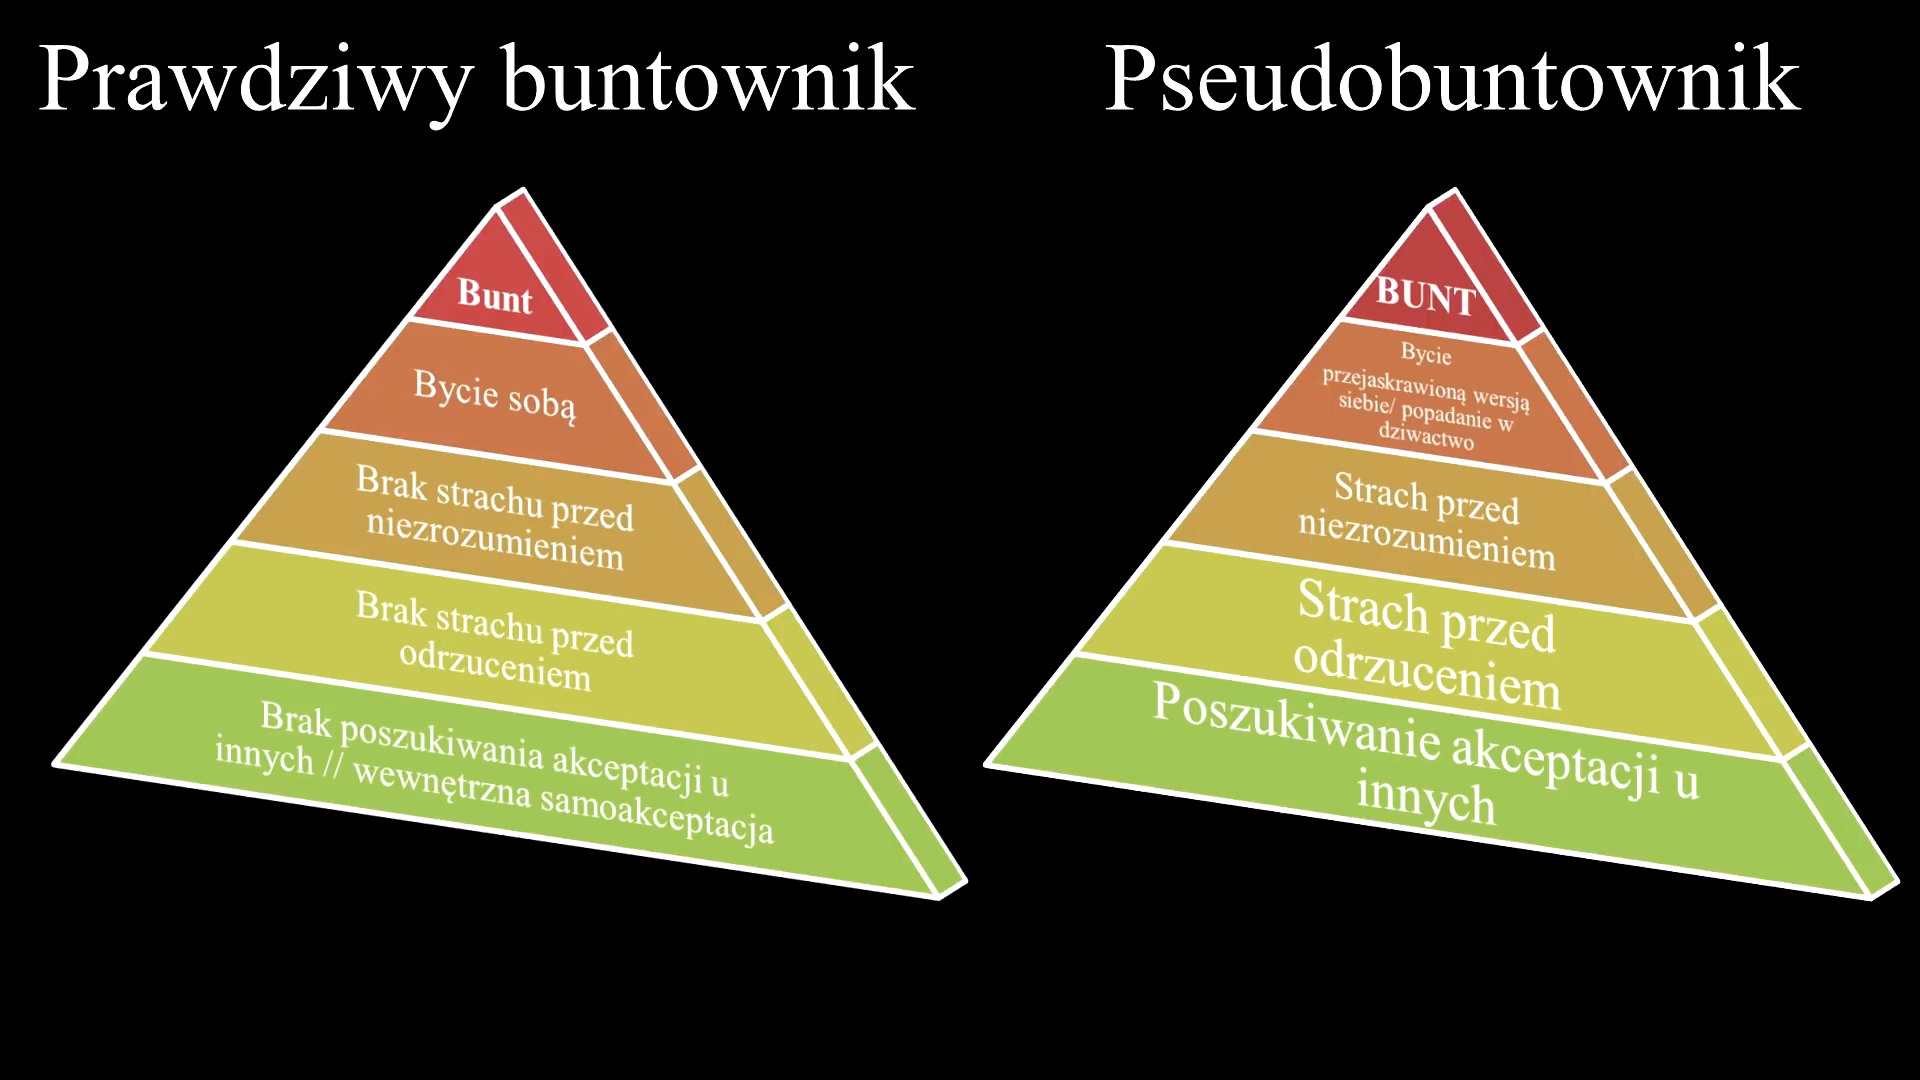 Prawdziwy buntownik
Bunt
Bycie sobą
Brak strachu przed
niezrozumieniem
Brak strachu przed
odrzuceniem
Brak poszukiwania akceptacji u
innych // wewnętrzna samoakceptacja
Pseudobuntownik
BUNT
Bycie
przejaskrawioną wersją
siebie/ popadanie w
dziwactwo
Strach przed
niezrozumieniem
Strach przed
odrzuceniem
Poszukiwanie akceptacji u
innych